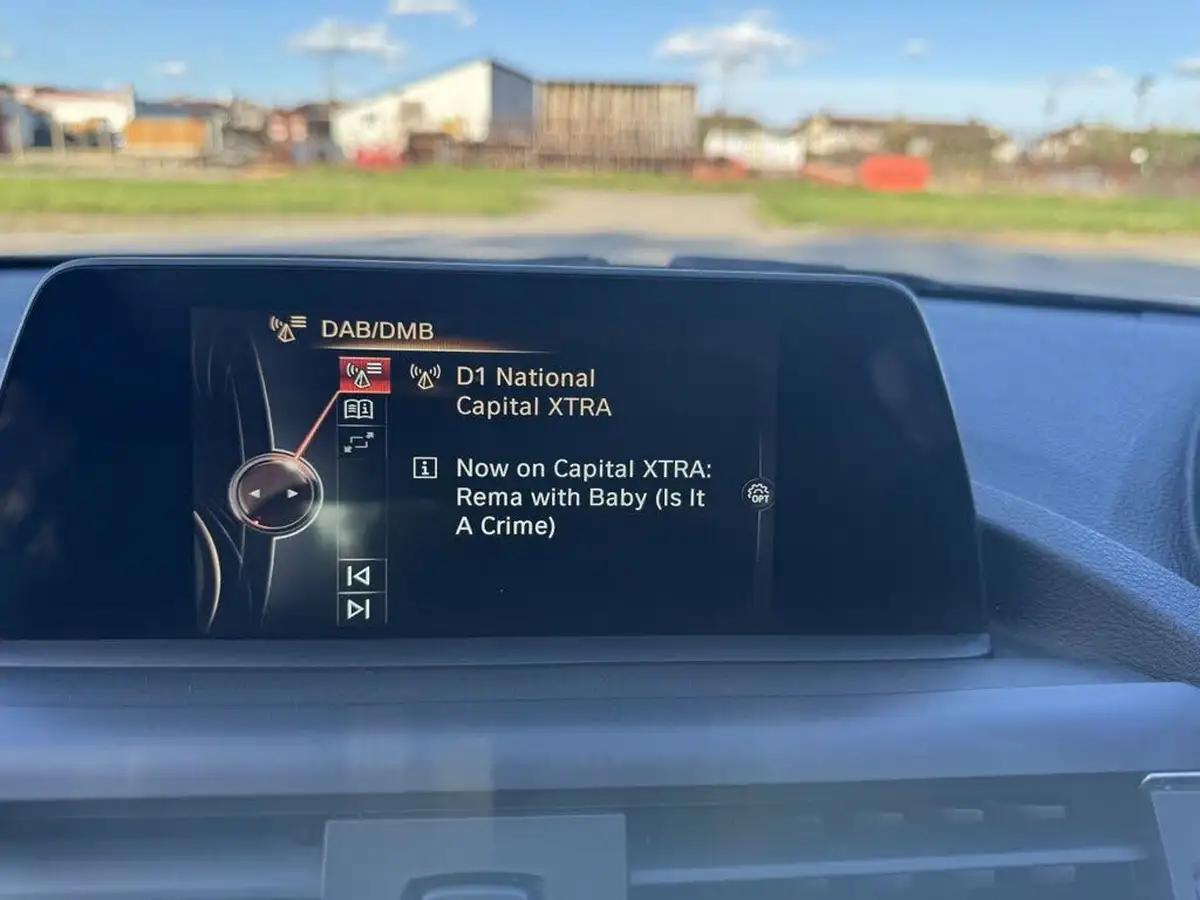 DAB/DMB
D1 National
Capital XTRA
Now on Capital XTRA:
Rema with Baby (Is It
A Crime)
OPT